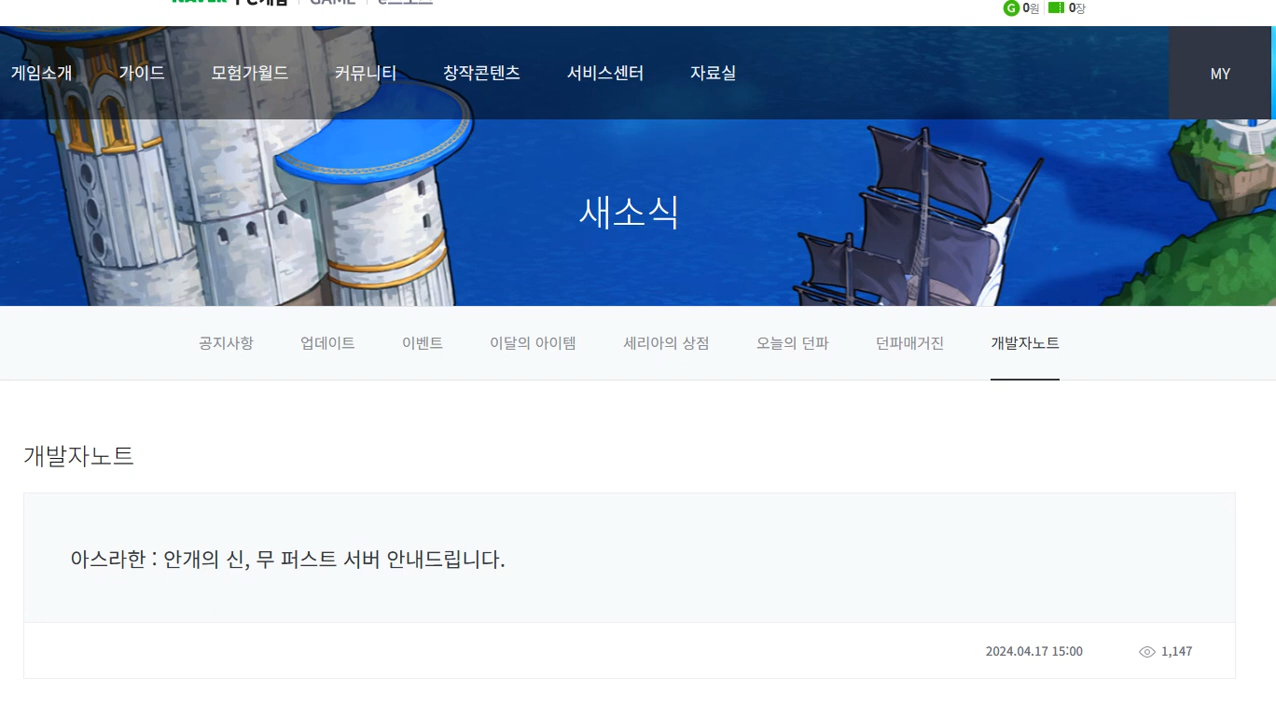 0원 0장
게임소개 가이드 모험가월드 커뮤니티 창작콘텐츠 서비스센터 자료실 MY
새소식
공지사항 업데이트 이벤트 이달의 아이템 세리아의 상점 오늘의 던파 던파매거진 개발자노트
개발자노트
아스라한 : 안개의 신, 무 퍼스트 서버 안내드립니다.
2024.04.17 15:00 1,147